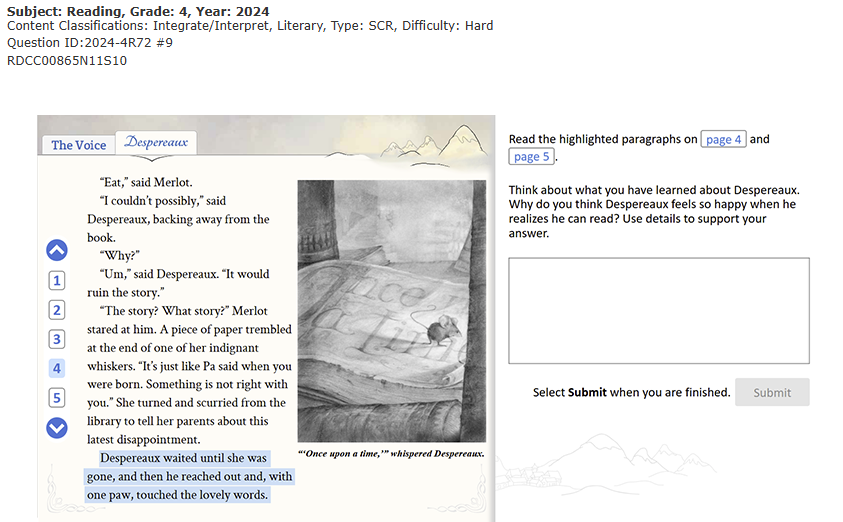 Subject: Reading, Grade: 4, Year: 2024
Content Classifications: Integrate/Interpret, Literary, Type: SCR, Difficulty: Hard
Question ID:2024-4R72 #9
RDCC00865N11S10
The Voice
Despereaux
“Eat,” said Merlot.
“I couldn’t possibly,” said
Despereaux, backing away from the
book.
“Why?”
“Um,” said Despereaux. “It would
ruin the story.”
“The story? What story?” Merlot
stared at him. A piece of paper trembled
at the end of one of her indignant
whiskers. “It’s just like Pa said when you
were born. Something is not right with
you.” She turned and scurried from the
library to tell her parents about this
latest disappointment.
Despereaux waited until she was
gone, and then he reached out and, with
one paw, touched the lovely words.
1
2
3
4
5
“‘Once upon a time,’” whispered Despereaux.
Read the highlighted paragraphs on page 4 and
page 5.
Think about what you have learned about Despereaux.
Why do you think Despereaux feels so happy when he
realizes he can read? Use details to support your
answer.
Select Submit when you are finished.
Submit